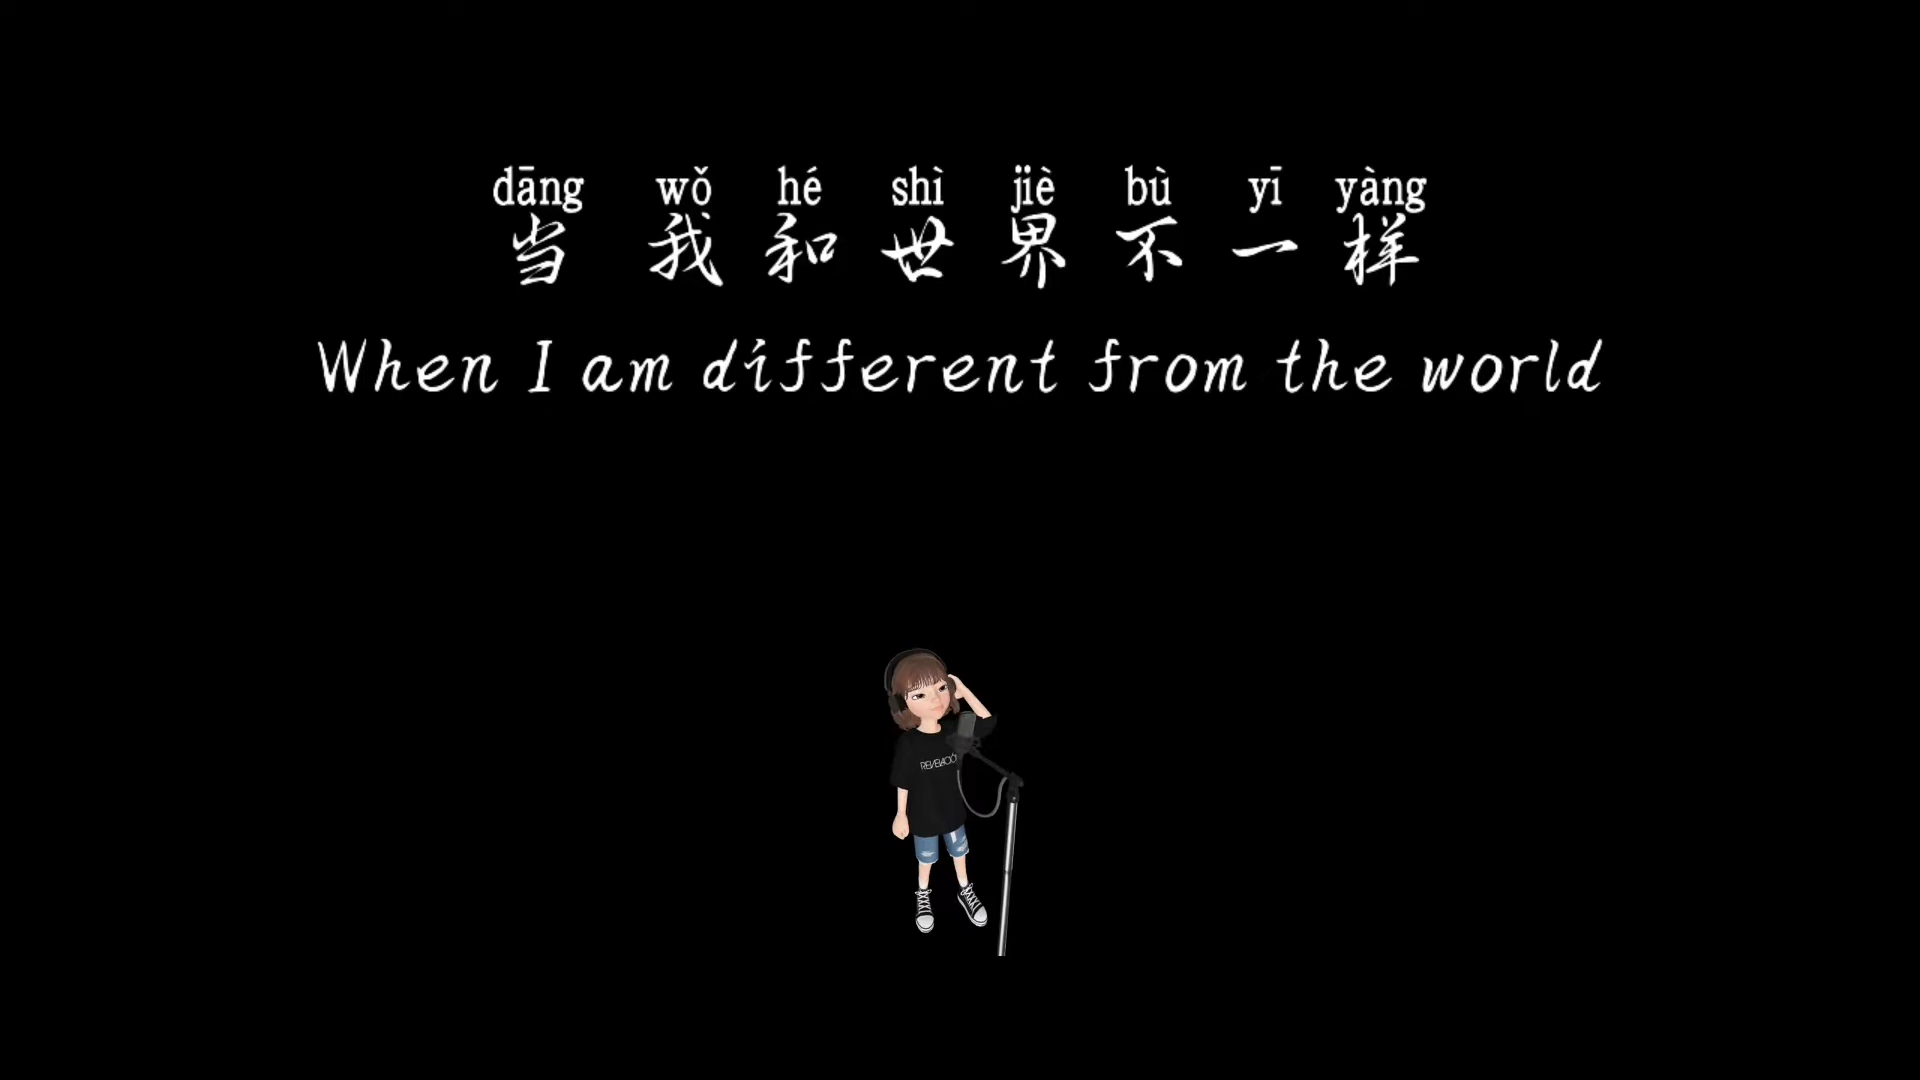 dāng wǒ hé shì jiè bù yī yàng
当我和世界不一样
When I am different from the world